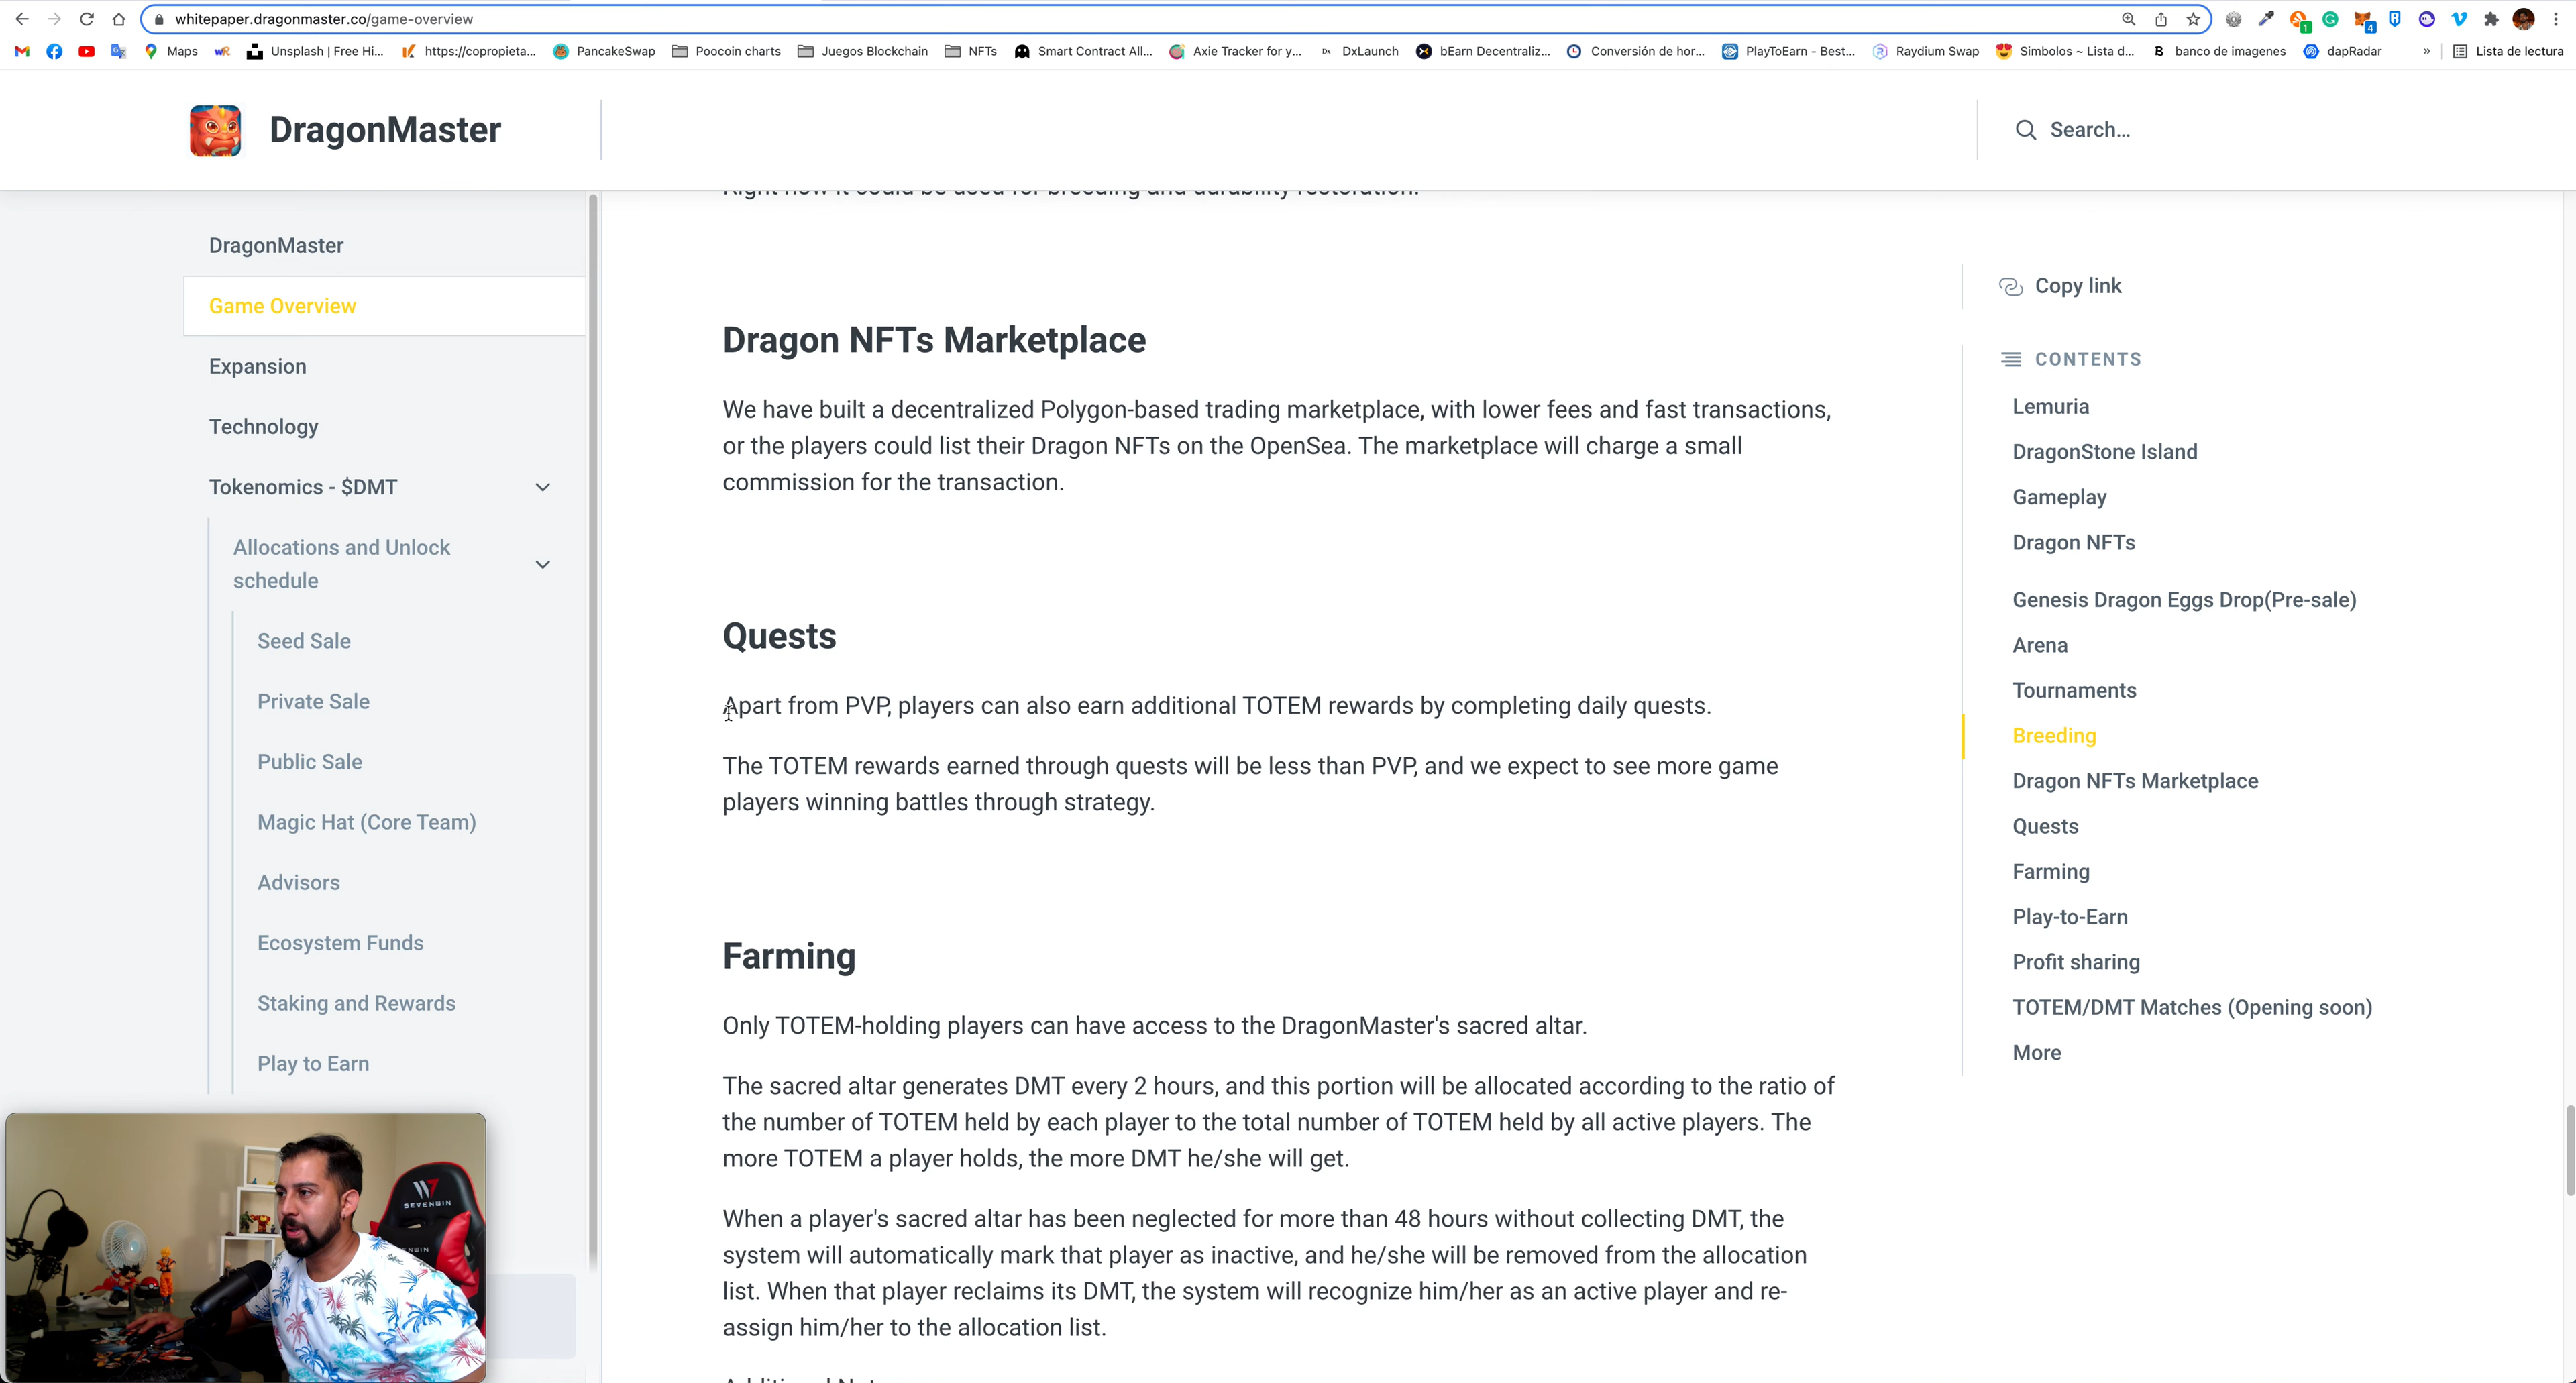 whitepaper.dragonmaster.co/game-overview
Maps
Unsplash | Free Hi...
https://copropieta...
PancakeSwap
Poocoin charts
Juegos Blockchain
NFTs
Smart Contract All...
Axie Tracker for y...
DxLaunch
bEarn Decentraliz...
Conversión de hor...
PlayToEarn - Best...
Raydium Swap
Simbolos ~ Lista d...
banco de imagenes
dapRadar
»
Lista de lectura
DragonMaster
Search...
DragonMaster
Game Overview
Expansion
Technology
Tokenomics - $DMT
Allocations and Unlock
schedule
Seed Sale
Private Sale
Public Sale
Magic Hat (Core Team)
Advisors
Ecosystem Funds
Staking and Rewards
Play to Earn
Right now it could be used for breeding and durability restoration.
Dragon NFTs Marketplace
We have built a decentralized Polygon-based trading marketplace, with lower fees and fast transactions,
or the players could list their Dragon NFTs on the OpenSea. The marketplace will charge a small
commission for the transaction.
Quests
Apart from PVP, players can also earn additional TOTEM rewards by completing daily quests.
The TOTEM rewards earned through quests will be less than PVP, and we expect to see more game
players winning battles through strategy.
Farming
Only TOTEM-holding players can have access to the DragonMaster's sacred altar.
The sacred altar generates DMT every 2 hours, and this portion will be allocated according to the ratio of
the number of TOTEM held by each player to the total number of TOTEM held by all active players. The
more TOTEM a player holds, the more DMT he/she will get.
When a player's sacred altar has been neglected for more than 48 hours without collecting DMT, the
system will automatically mark that player as inactive, and he/she will be removed from the allocation
list. When that player reclaims its DMT, the system will recognize him/her as an active player and re-
assign him/her to the allocation list.
Copy link
CONTENTS
Lemuria
DragonStone Island
Gameplay
Dragon NFTs
Genesis Dragon Eggs Drop(Pre-sale)
Arena
Tournaments
Breeding
Dragon NFTs Marketplace
Quests
Farming
Play-to-Earn
Profit sharing
TOTEM/DMT Matches (Opening soon)
More
SEVENWIN